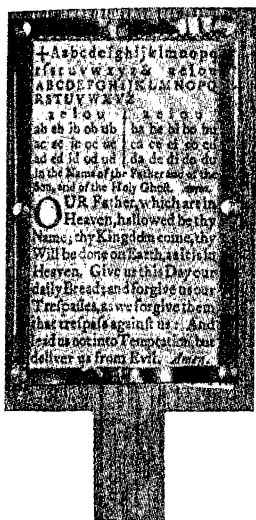 +Aabcdefghijklmnopq
rſstuvwxyz& aeiou
ABCDEFGHIJKLMNOPQ
RSTUVWXYZ
a e i o u a e i o u
ab eb ib ob ub ba be bi bo bu
ac ec ic oc uc ca ce ci co cu
ad ed id od ud da de di do du
In the Name of the Father and of the
Son, and of the Holy Ghoſt. Amen.
OUR Father, which are in
Heaven, hallowed be thy
Name; thy Kingdom come, thy
Will be done on Earth, as it is in
Heaven. Give us this Day our
daily Bread; and forgive us our
Treſpaſſes, as we forgive them
that treſpaſs againſt us: And
lead us not into Temptation, but
deliver us from Evil. Amen.